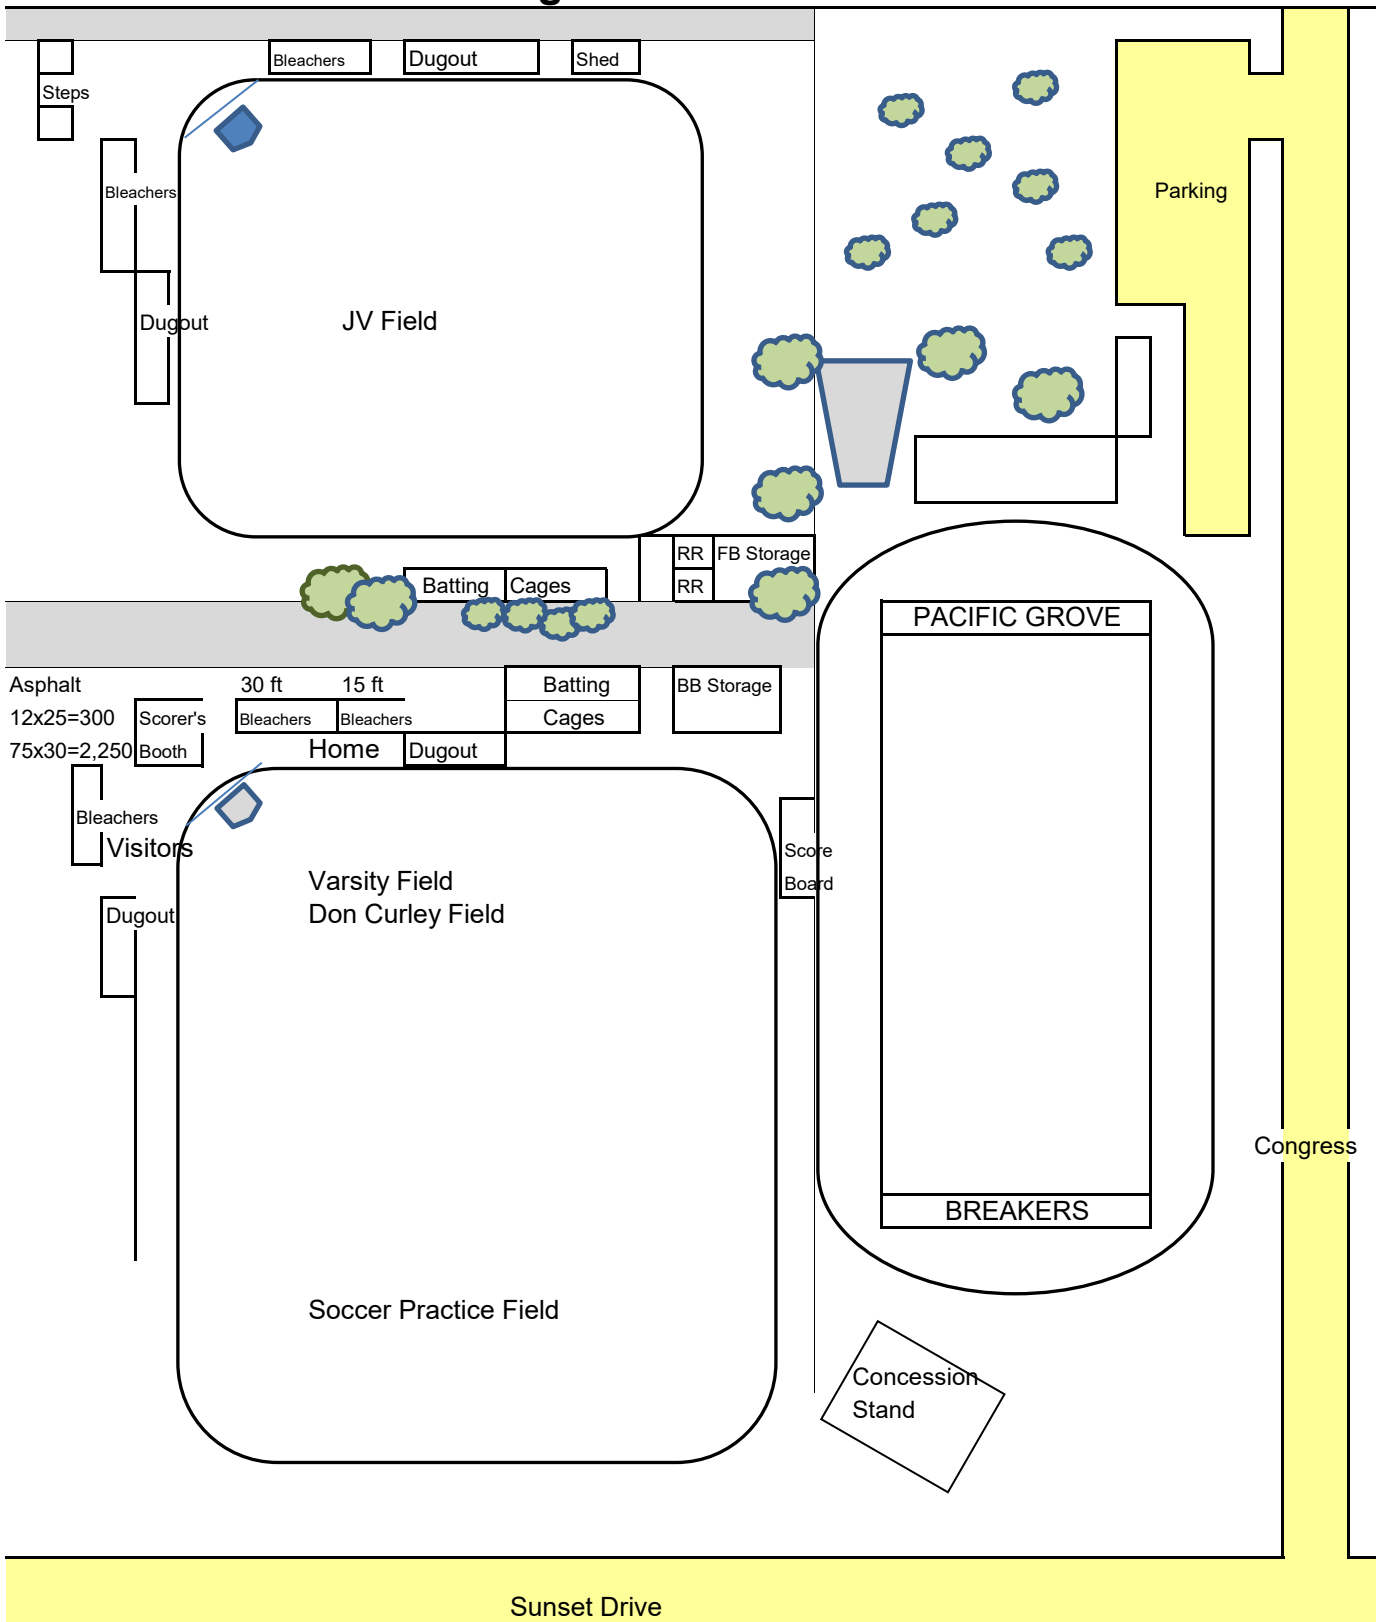 Bleachers
Dugout
Shed
Steps
Bleachers
Parking
Dugout
JV Field
RR
FB Storage
Batting
Cages
RR
PACIFIC GROVE
Asphalt
30 ft
15 ft
Batting
BB Storage
12x25=300
Scorer's
Bleachers
Bleachers
Cages
75x30=2,250
Booth
Home
Dugout
Bleachers
Visitors
Score
Board
Varsity Field
Don Curley Field
Dugout
Congress
BREAKERS
Soccer Practice Field
Concession
Stand
Sunset Drive